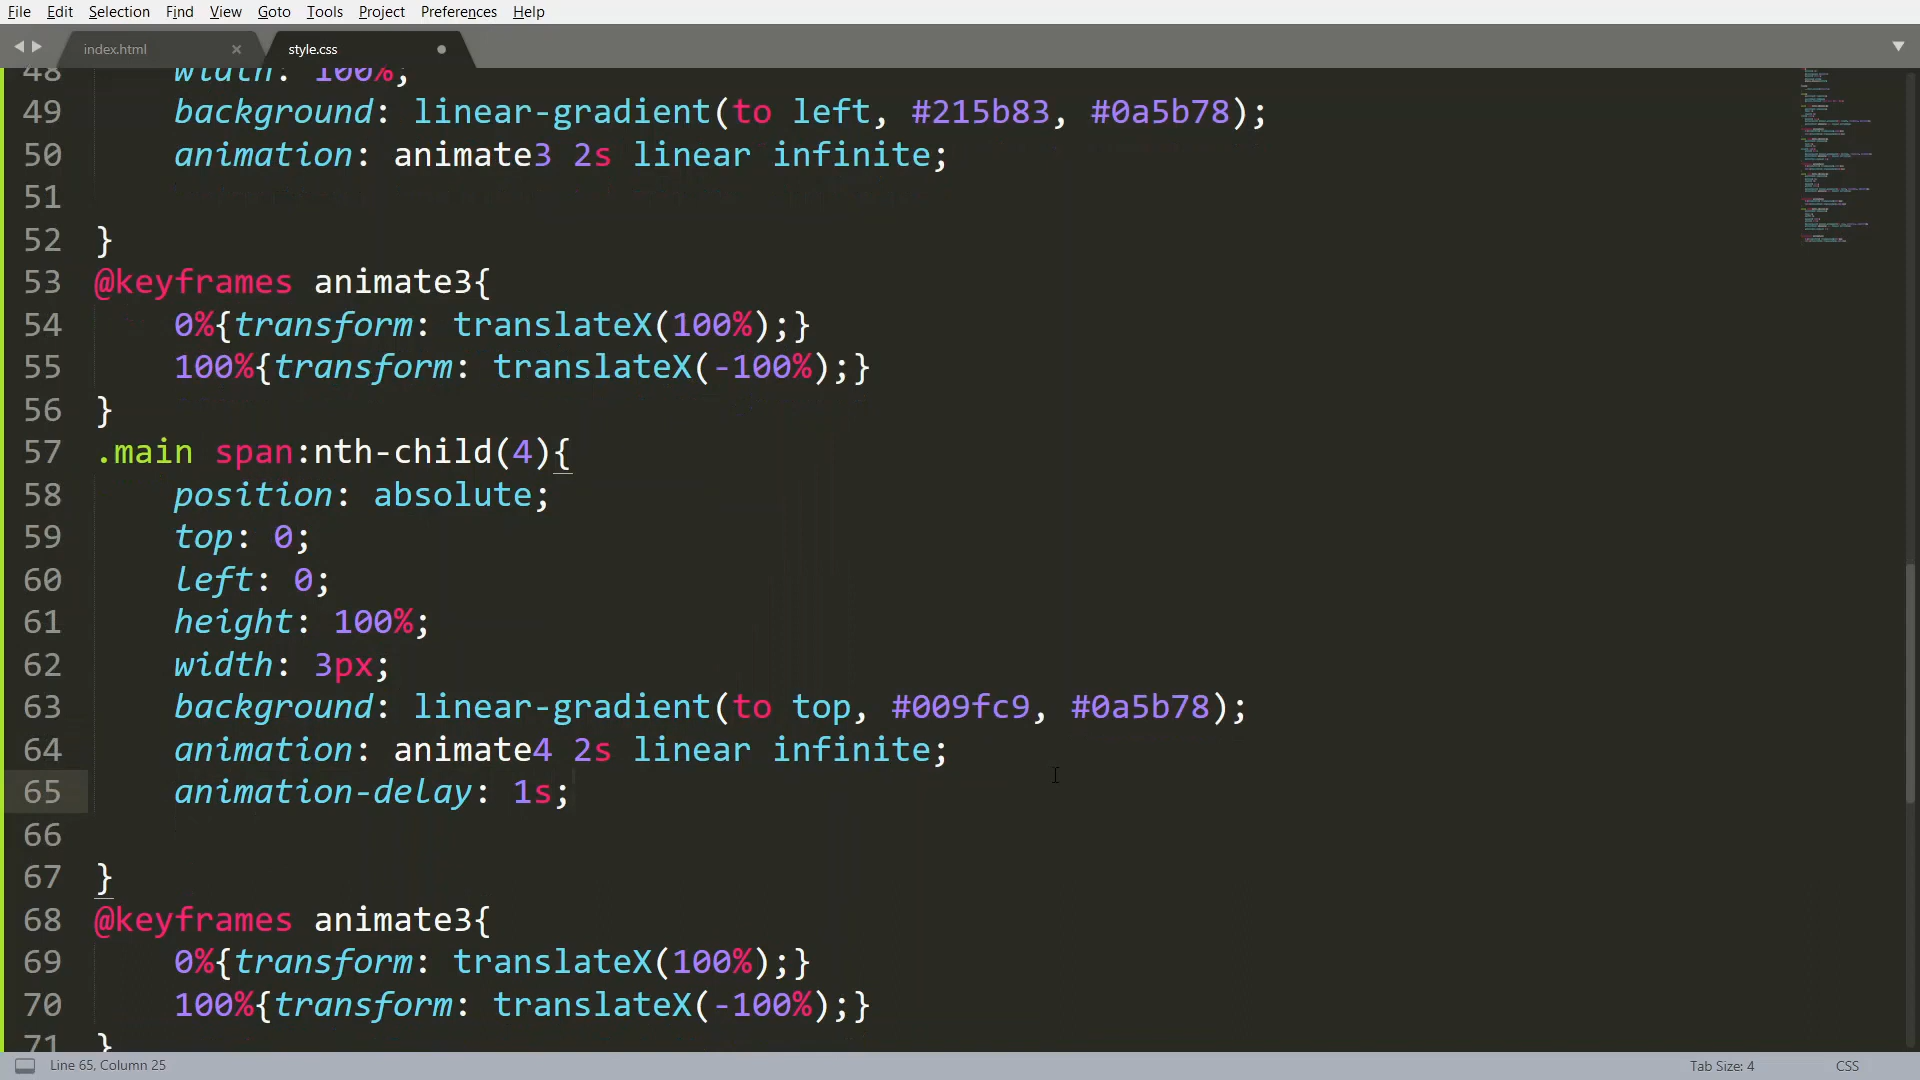 File Edit Selection Find View Goto Tools Project Preferences Help
index.html style.css
48 width: 100%;
49 background: linear-gradient(to left, #215b83, #0a5b78);
50 animation: animate3 2s linear infinite;
51
52 }
53 @keyframes animate3{
54 0%{transform: translateX(100%);}
55 100%{transform: translateX(-100%);}
56 }
57 .main span:nth-child(4){
58 position: absolute;
59 top: 0;
60 left: 0;
61 height: 100%;
62 width: 3px;
63 background: linear-gradient(to top, #009fc9, #0a5b78);
64 animation: animate4 2s linear infinite;
65 animation-delay: 1s;
66
67 }
68 @keyframes animate3{
69 0%{transform: translateX(100%);}
70 100%{transform: translateX(-100%);}
71 }
Line 65, Column 25 Tab Size: 4 CSS